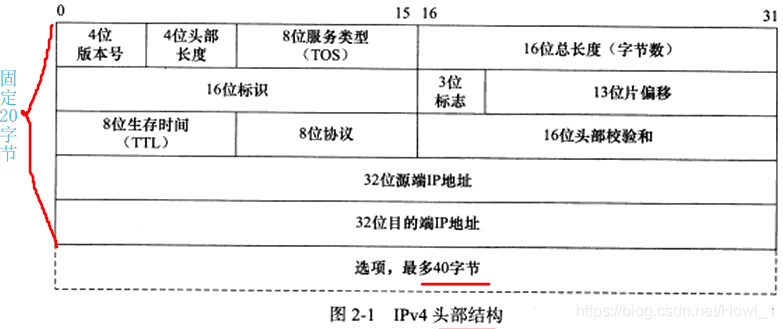 0 15 16 31
4位
版本号
4位头部
长度
8位服务类型
(TOS)
16位总长度(字节数)
固定20字节
16位标识
3位
标志
13位片偏移
8位生存时间
(TTL)
8位协议
16位头部校验和
32位源端IP地址
32位目的端IP地址
选项,最多40字节
图 2-1 IPv4 头部结构
https://blog.csdn.net/Howl_1